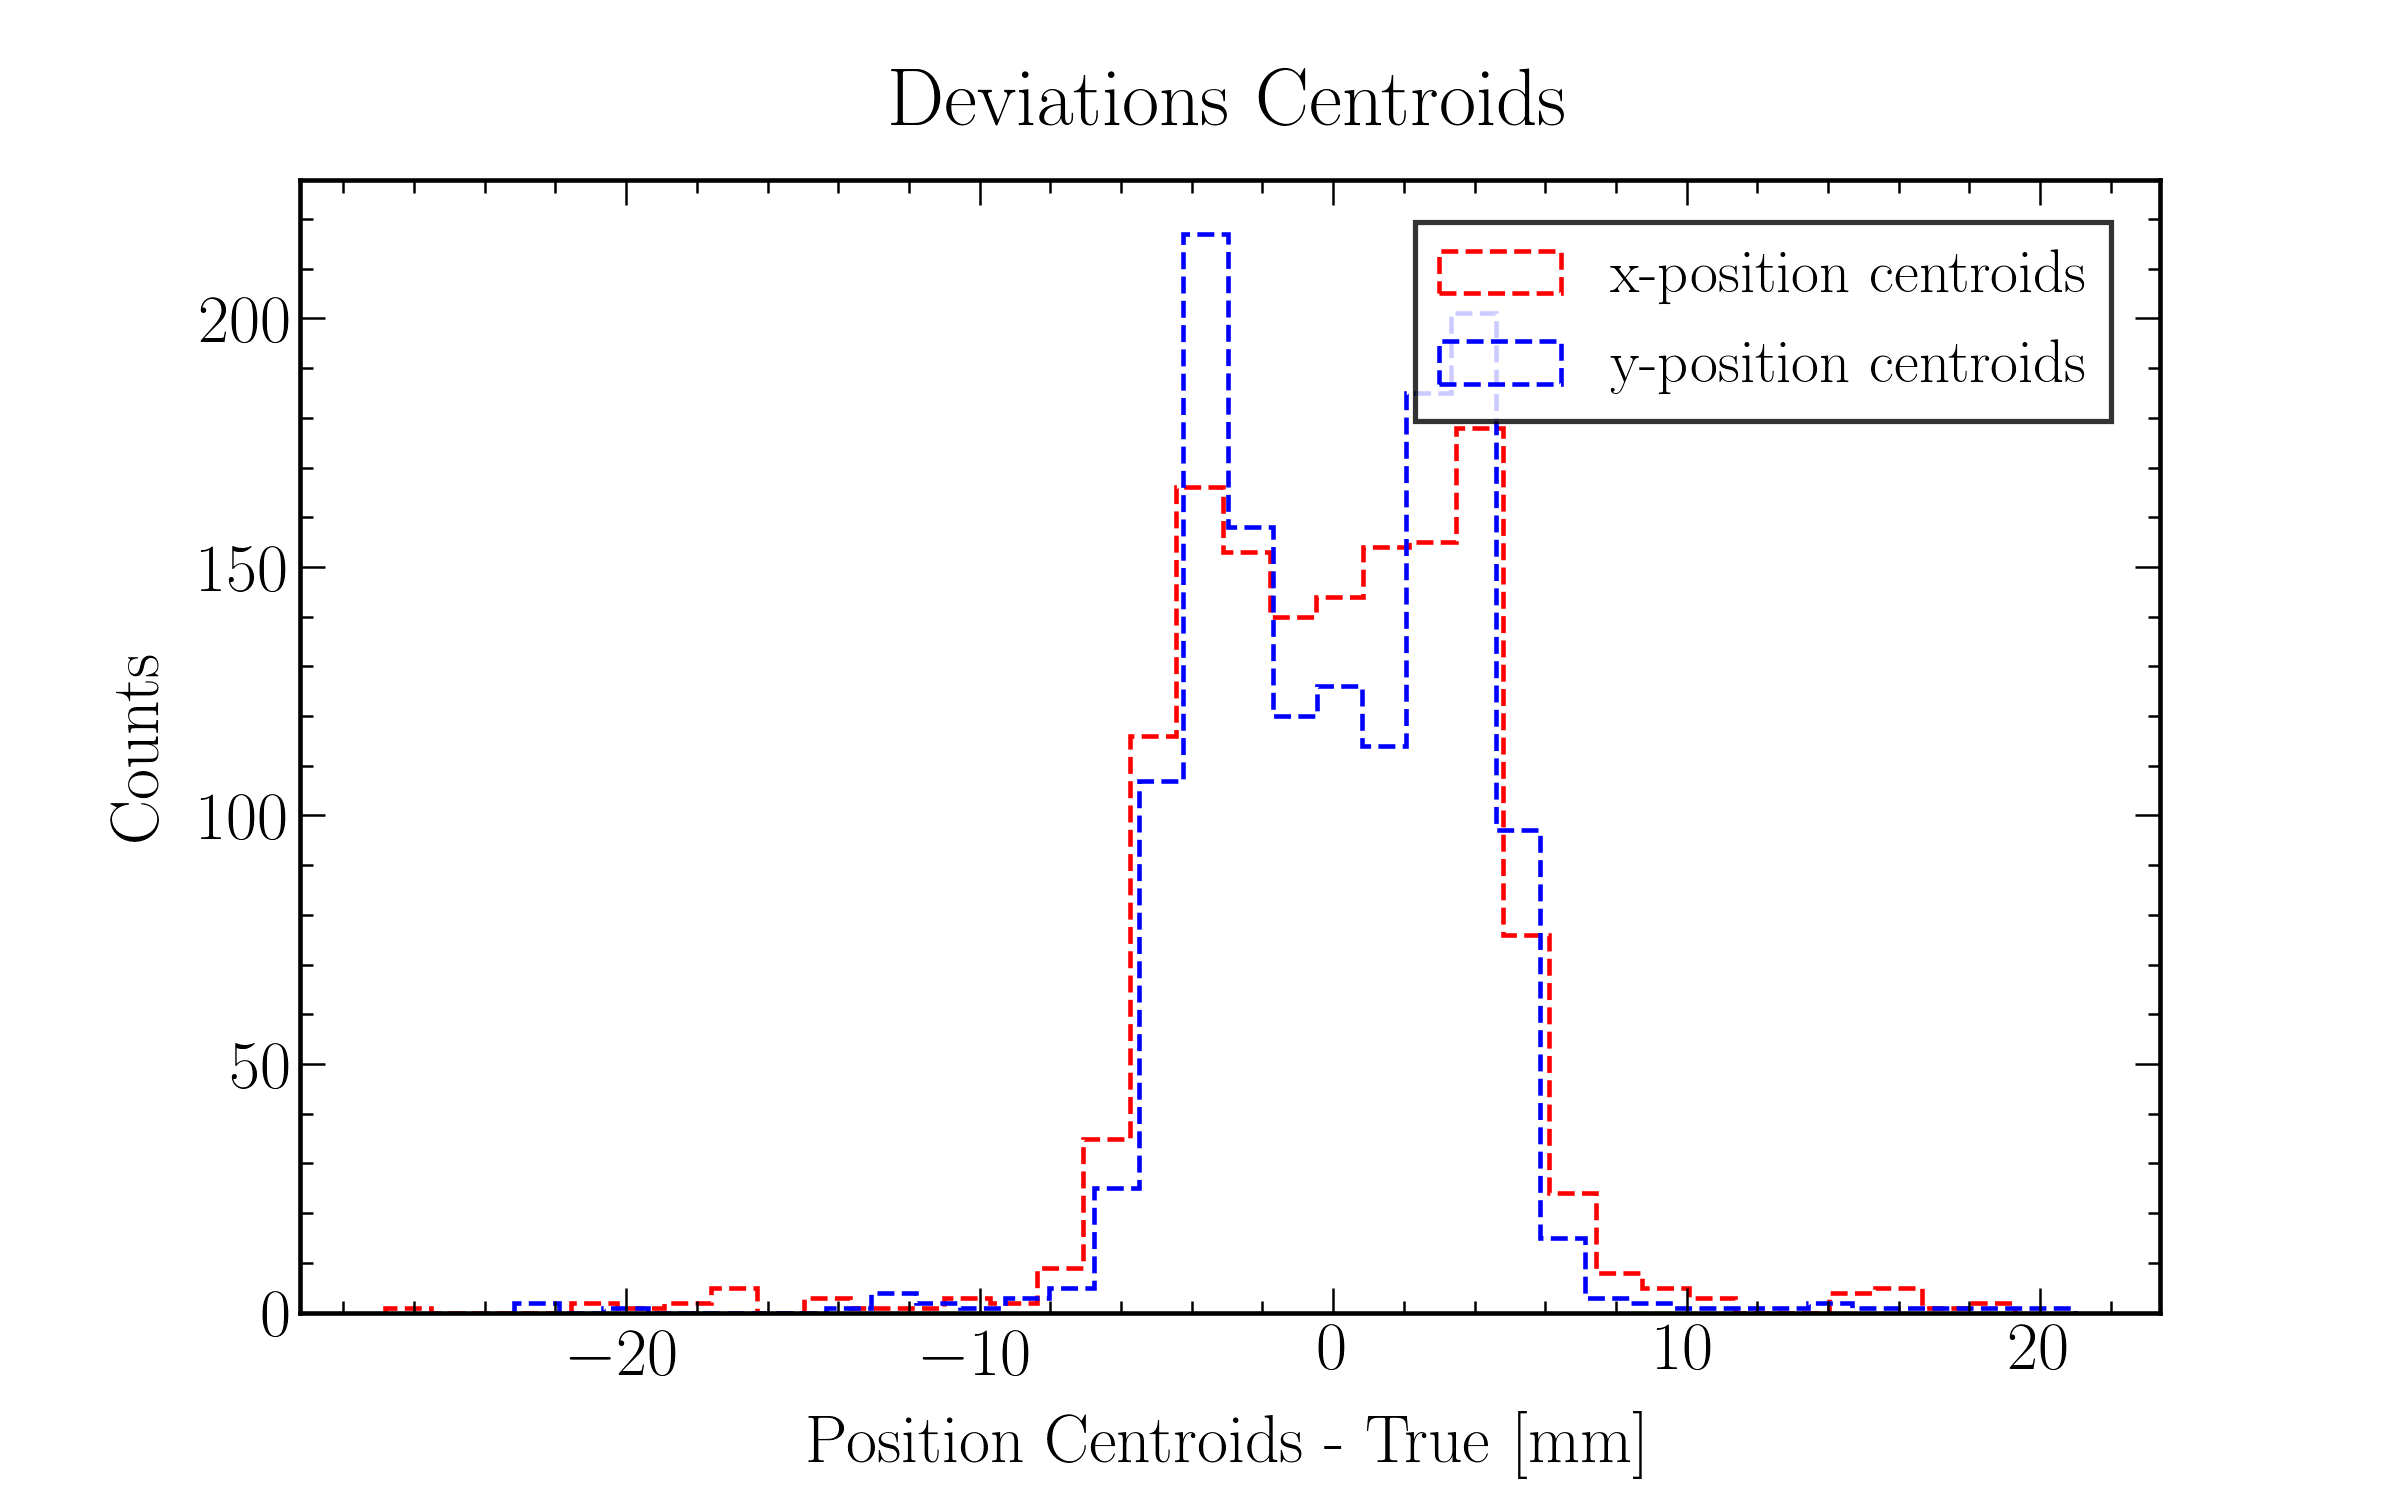 Deviations Centroids
x-position centroids
y-position centroids
200
150
100
50
0
Counts
−20 −10 0 10 20
Position Centroids - True [mm]